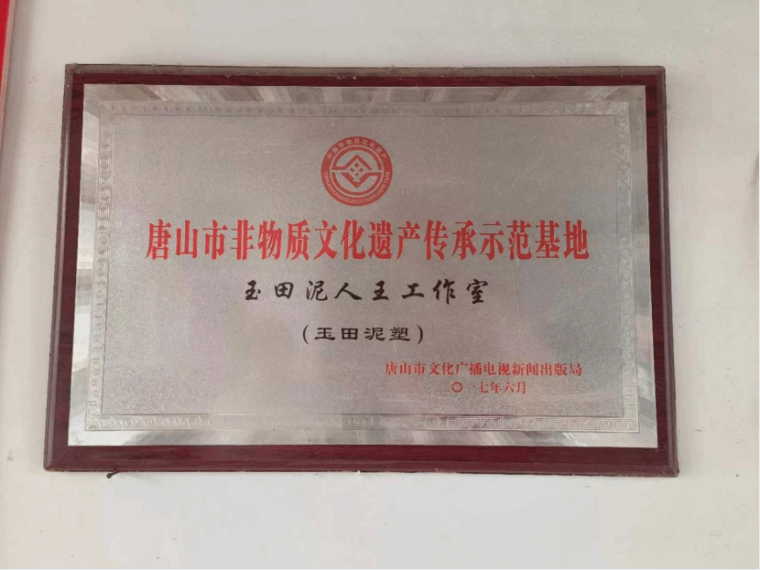 唐山市非物质文化遗产传承示范基地
玉田泥人王工作室
（玉田泥塑）
唐山市文化广播电视新闻出版局
〇 七年六月